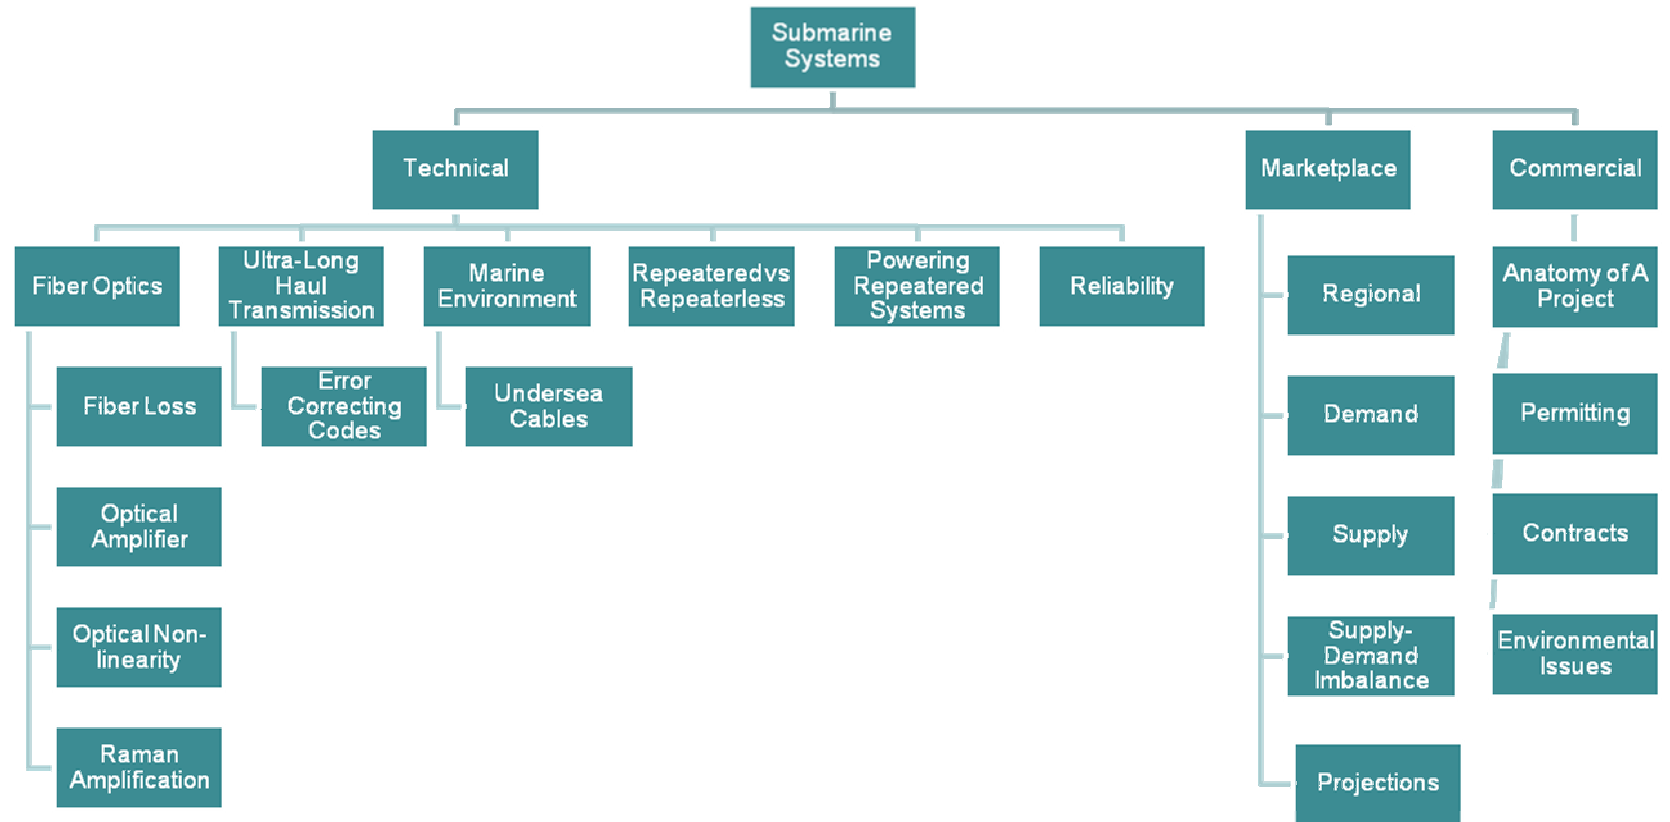 Submarine
Systems
Technical
Marketplace
Commercial
Fiber Optics
Ultra-Long
Haul
Transmission
Marine
Environment
Repeatered vs
Repeaterless
Powering
Repeatered
Systems
Reliability
Regional
Anatomy of A
Project
Fiber Loss
Error
Correcting
Codes
Undersea
Cables
Demand
Permitting
Optical
Amplifier
Supply
Contracts
Optical Non-
linearity
Supply-
Demand
Imbalance
Environmental
Issues
Raman
Amplification
Projections